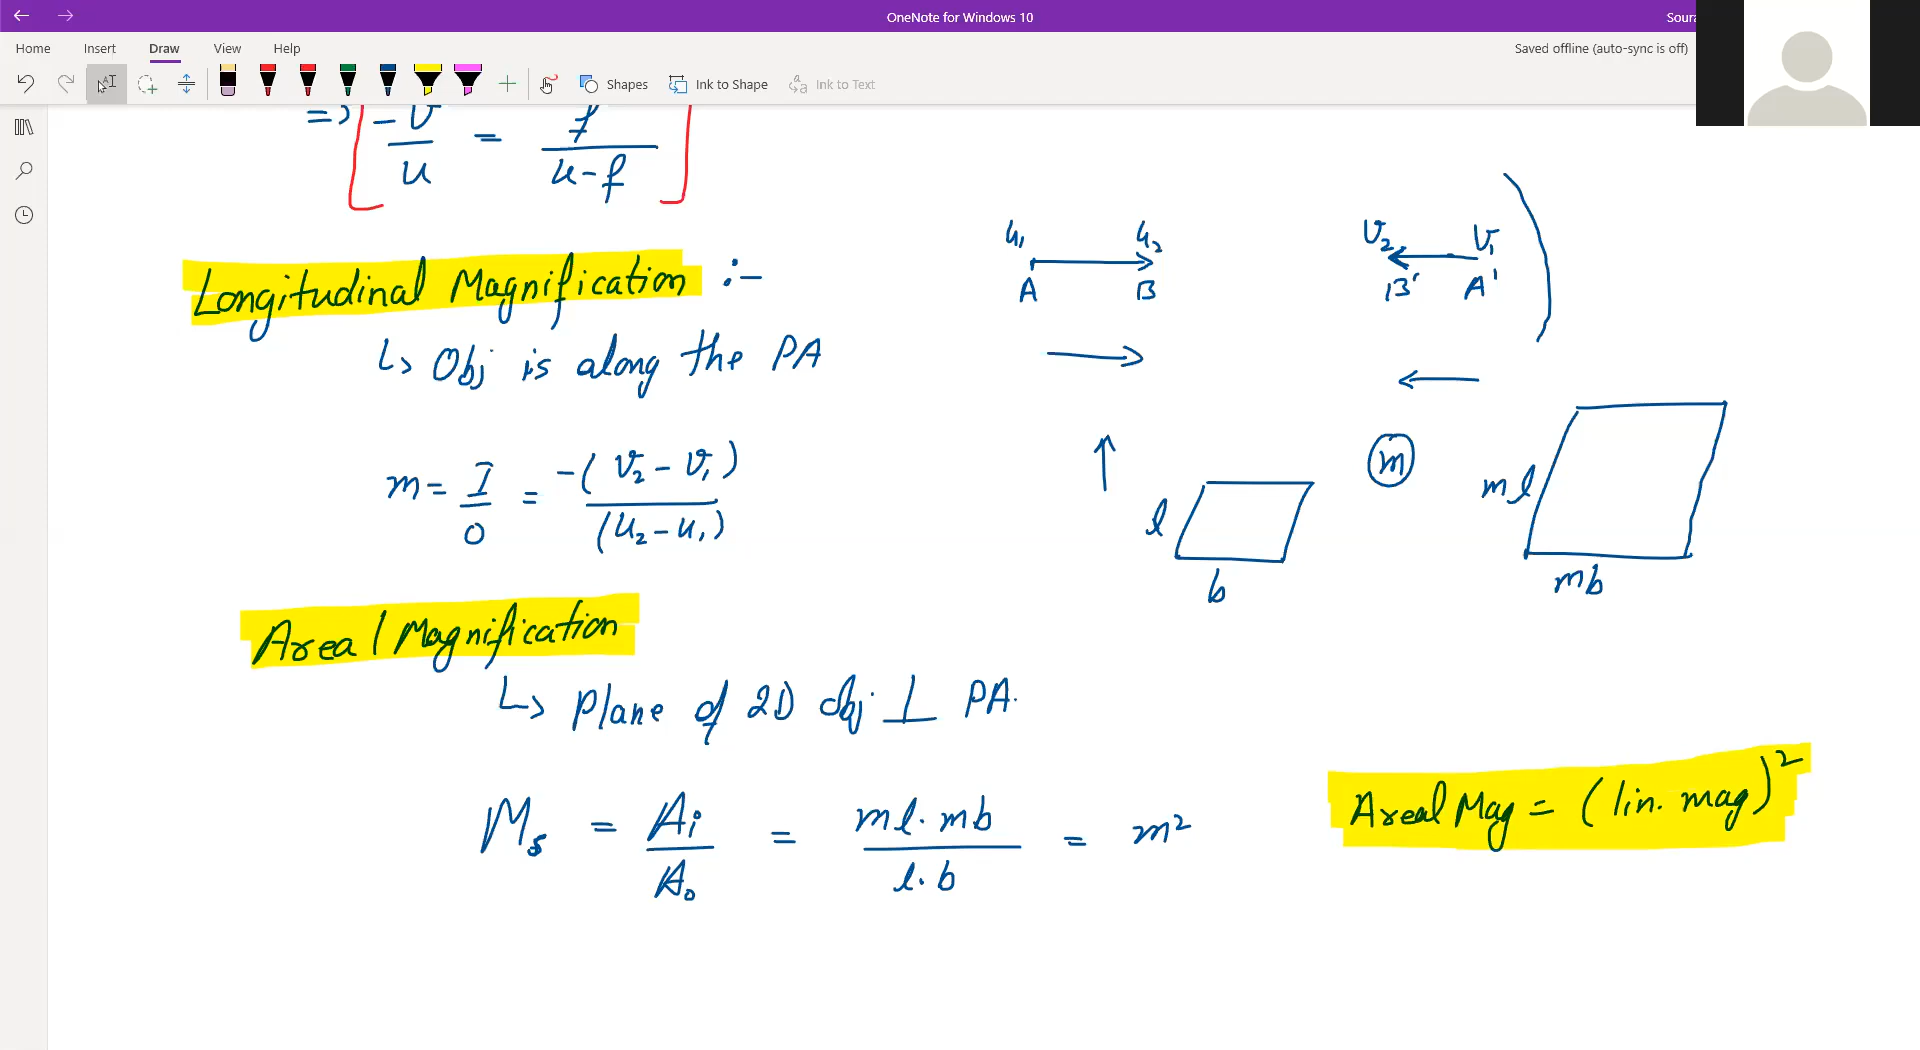 OneNote for Windows 10
Soura
Home Insert Draw View Help
Saved offline (auto-sync is off)
Shapes Ink to Shape Ink to Text
=> -v/u = f/u-f
Longitudinal Magnification :-
↳ Obj is along the PA
m = I/O = -(v₂ - v₁)/(u₂ - u₁)
u₁ u₂ v₂ v₁
A B B' A'
m
l ml
b mb
Areal Magnification
↳ Plane of 2D obj ⊥ PA.
Mₛ = Aᵢ/A₀ = ml. mb/l. b = m²
Areal Mag = (lin. mag)²